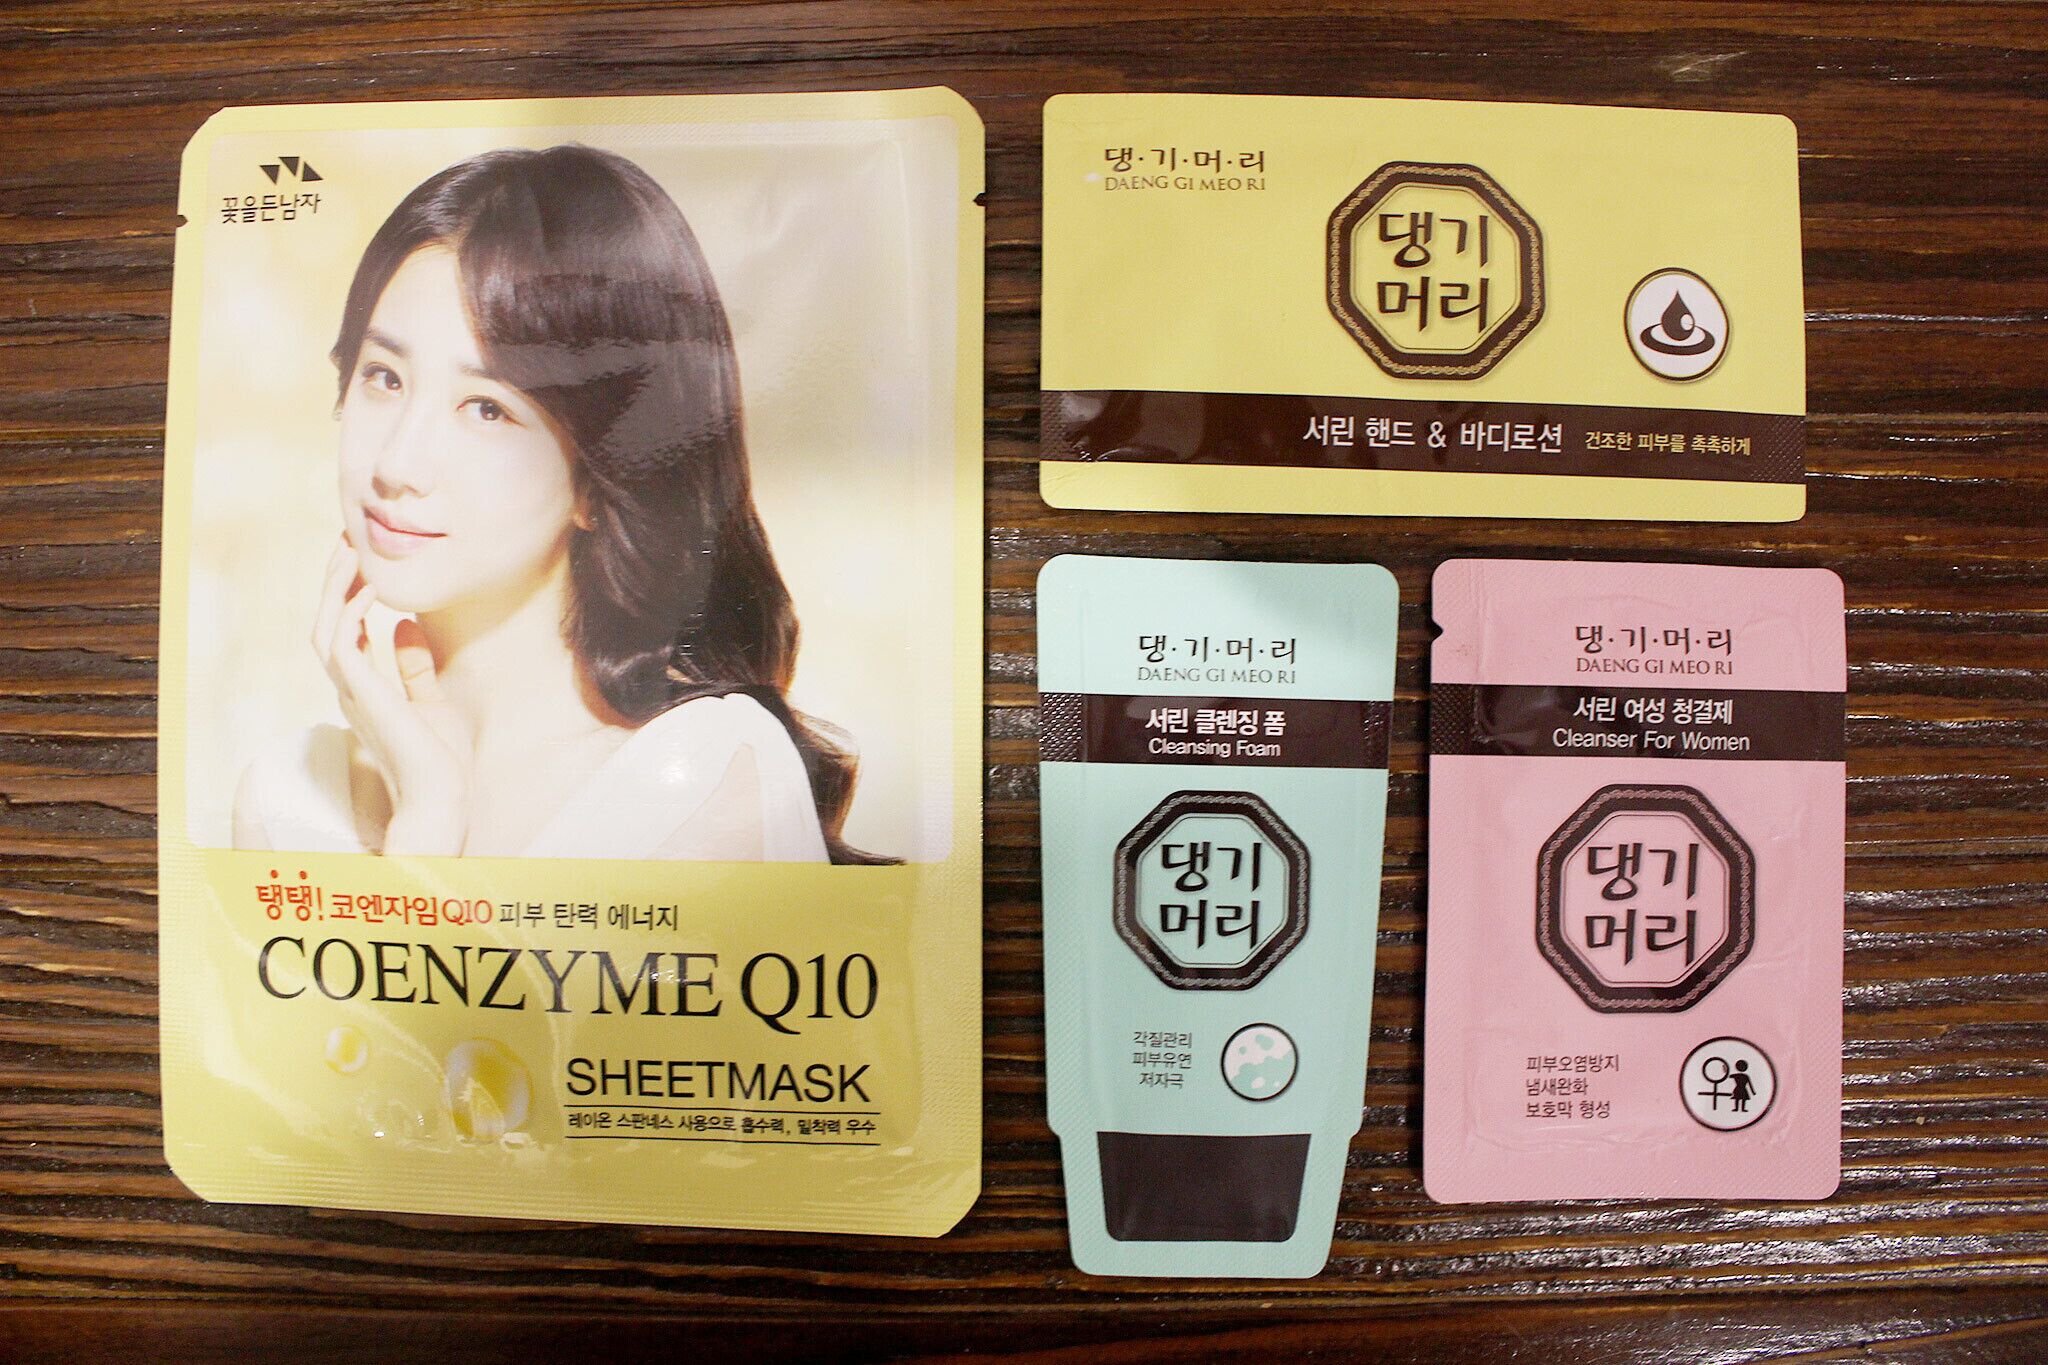 꽃을든남자
탱탱! 코엔자임Q10 피부 탄력 에너지
COENZYME Q10
SHEETMASK
레이온 스판네스 사용으로 흡수력, 밀착력 우수
댕·기·머·리
DAENG GI MEO RI
댕기
머리
서린 핸드 & 바디로션 건조한 피부를 촉촉하게
댕·기·머·리
DAENG GI MEO RI
서린 클렌징 폼
Cleansing Foam
댕기
머리
각질관리
피부유연
저자극
댕·기·머·리
DAENG GI MEO RI
서린 여성 청결제
Cleanser For Women
댕기
머리
피부오염방지
냄새완화
보호막 형성